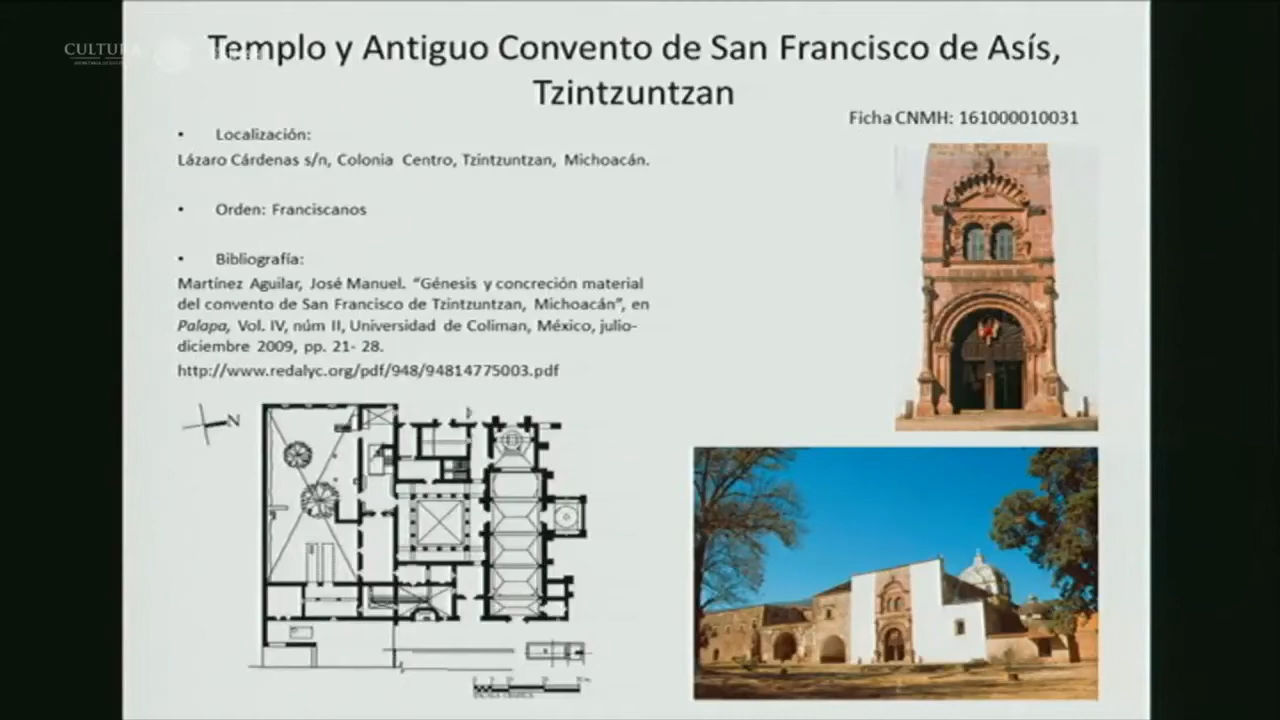 CULTURA
Templo y Antiguo Convento de San Francisco de Asís,
Tzintzuntzan
Ficha CNMH: 161000010031
• Localización:
Lázaro Cárdenas s/n, Colonia Centro, Tzintzuntzan, Michoacán.
• Orden: Franciscanos
• Bibliografía:
Martínez Aguilar, José Manuel. “Génesis y concreción material
del convento de San Francisco de Tzintzuntzan, Michoacán”, en
Palapa, Vol. IV, núm II, Universidad de Coliman, México, julio-
diciembre 2009, pp. 21- 28.
http://www.redalyc.org/pdf/948/94814775003.pdf
N